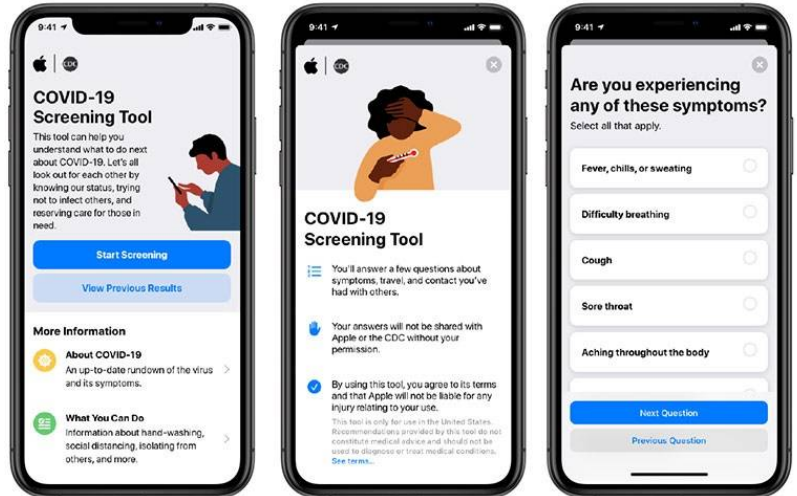 9:41
CDC
COVID-19
Screening Tool
This tool can help you
understand what to do next
about COVID-19. Let's all
look out for each other by
knowing our status, trying
not to infect others, and
reserving care for those in
need.
Start Screening
View Previous Results
More Information
About COVID-19
An up-to-date rundown of the virus
and its symptoms.
What You Can Do
Information about hand-washing,
social distancing, isolating from
others, and more.
9:41
CDC
COVID-19
Screening Tool
You'll answer a few questions about
symptoms, travel, and contact you've
had with others.
Your answers will not be shared with
Apple or the CDC without your
permission.
By using this tool, you agree to its terms
and that Apple will not be liable for any
injury relating to your use.
This tool is only for use in the United States.
Recommendations provided by this tool do not
constitute medical advice and should not be
used to diagnose or treat medical conditions.
See terms...
9:41
Are you experiencing
any of these symptoms?
Select all that apply.
Fever, chills, or sweating
Difficulty breathing
Cough
Sore throat
Aching throughout the body
Next Question
Previous Question